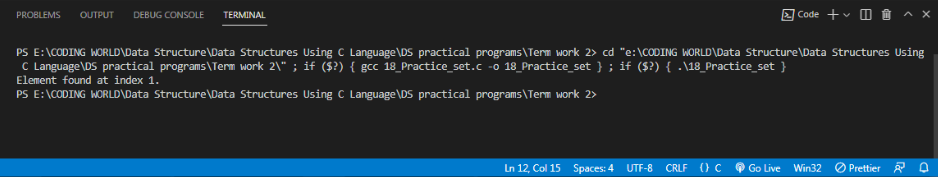 PROBLEMS OUTPUT DEBUG CONSOLE TERMINAL Code
PS E:\CODING WORLD\Data Structure\Data Structures Using C Language\DS practical programs\Term work 2> cd "e:\CODING WORLD\Data Structure\Data Structures Using
C Language\DS practical programs\Term work 2\" ; if ($?) { gcc 18_Practice_set.c -o 18_Practice_set } ; if ($?) { .\18_Practice_set }
Element found at index 1.
PS E:\CODING WORLD\Data Structure\Data Structures Using C Language\DS practical programs\Term work 2>
Ln 12, Col 15 Spaces: 4 UTF-8 CRLF {} C Go Live Win32 Prettier